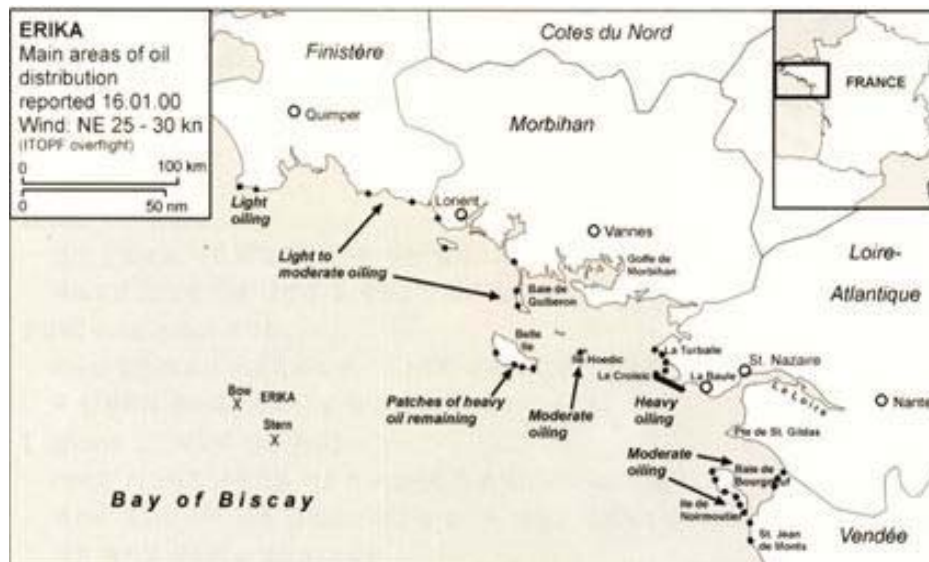 ERIKA
Main areas of oil
distribution
reported 16.01.00
Wind: NE 25 - 30 kn
(ITOPF overflight)
0 100 km
0 50 nm
Finistére
Cotes du Nord
FRANCE
Quimper
Morbihan
Light
oiling
Lorient
Vannes
Light to
moderate oiling
Golfe de
Morbihan
Loire-
Atlantique
Baie de
Quiberon
Belle
Ile
Ile Hoedic
La Turballe
St. Nazaire
Le Croisic
La Baule
La Loire
Nante
Bow
X
ERIKA
Stern
X
Patches of heavy
oil remaining
Moderate
oiling
Heavy
oiling
Pte de St. Gildas
Moderate
oiling
Baie de
Bourgneuf
Bay of Biscay
Ile de
Noirmoutier
St. Jean
de Monts
Vendée